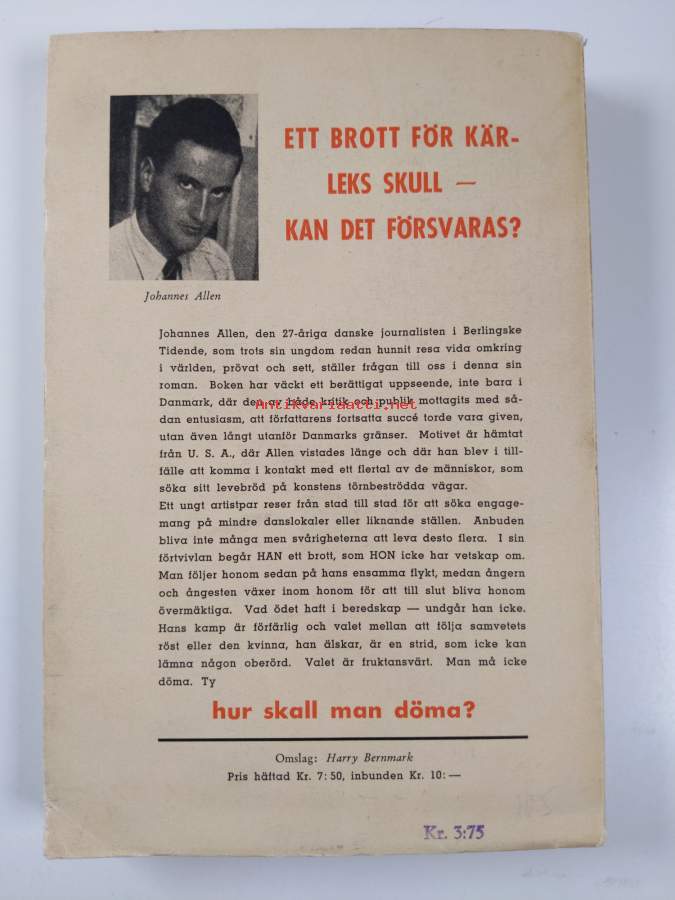 ETT BROTT FÖR KÄR-
LEKS SKULL —
KAN DET FÖRSVARAS?
Johannes Allen
Johannes Allen, den 27-åriga danske journalisten i Berlingske
Tidende, som trots sin ungdom redan hunnit resa vida omkring
i världen, prövat och sett, ställer frågan till oss i denna sin
roman. Boken har väckt ett berättigat uppseende, inte bara i
Danmark, där den av både kritik och publik mottagits med så-
Antikvariaatti.net
dan entusiasm, att författarens fortsatta succé torde vara given,
utan även långt utanför Danmarks gränser. Motivet är hämtat
från U. S. A., där Allen vistades länge och där han blev i till-
fälle att komma i kontakt med ett flertal av de människor, som
söka sitt levebröd på konstens törnbeströdda vägar.
Ett ungt artistpar reser från stad till stad för att söka engage-
mang på mindre danslokaler eller liknande ställen. Anbuden
bliva inte många men svårigheterna att leva desto flera. I sin
förtvivlan begår HAN ett brott, som HON icke har vetskap om.
Man följer honom sedan på hans ensamma flykt, medan ångern
och ångesten växer inom honom för att till slut bliva honom
övermäktiga. Vad ödet haft i beredskap — undgår han icke.
Hans kamp är förfärlig och valet mellan att följa samvetets
röst eller den kvinna, han älskar, är en strid, som icke kan
lämna någon oberörd. Valet är fruktansvärt. Man må icke
döma. Ty
hur skall man döma?
Omslag: Harry Bernmark
Pris häftad Kr. 7:50, inbunden Kr. 10:—
Kr. 3:75